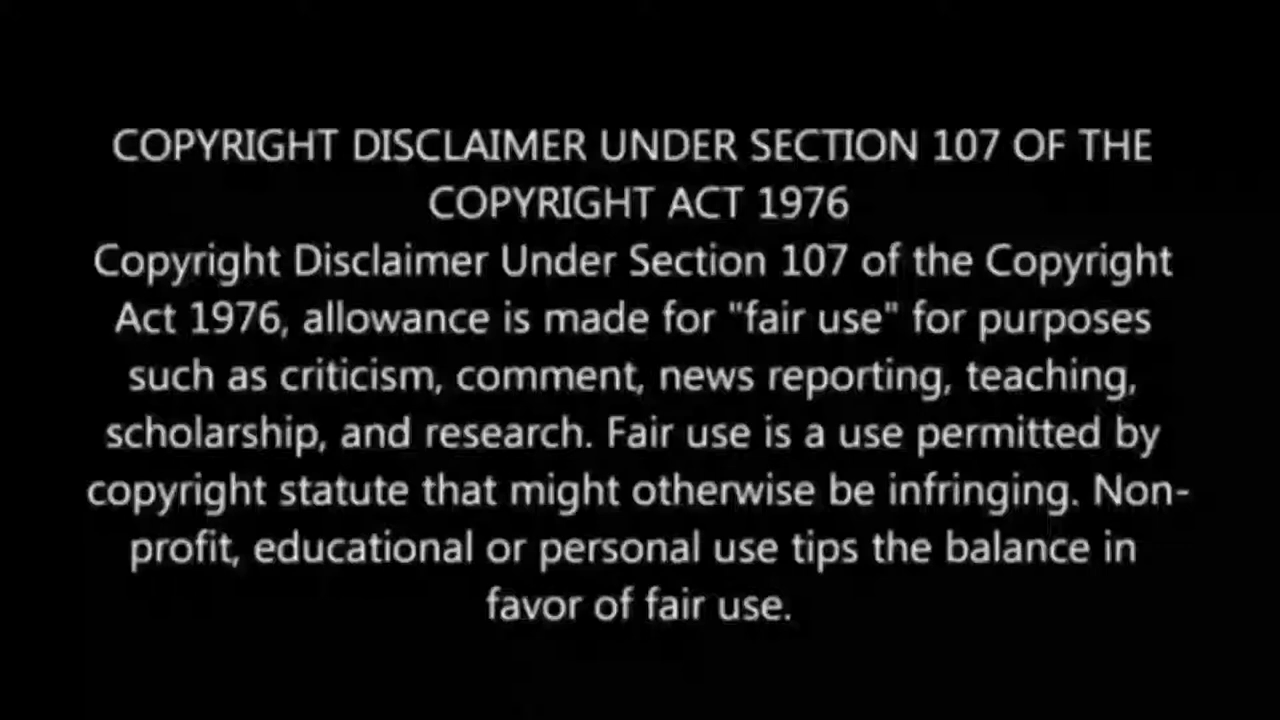 COPYRIGHT DISCLAIMER UNDER SECTION 107 OF THE
COPYRIGHT ACT 1976
Copyright Disclaimer Under Section 107 of the Copyright
Act 1976, allowance is made for "fair use" for purposes
such as criticism, comment, news reporting, teaching,
scholarship, and research. Fair use is a use permitted by
copyright statute that might otherwise be infringing. Non-
profit, educational or personal use tips the balance in
favor of fair use.